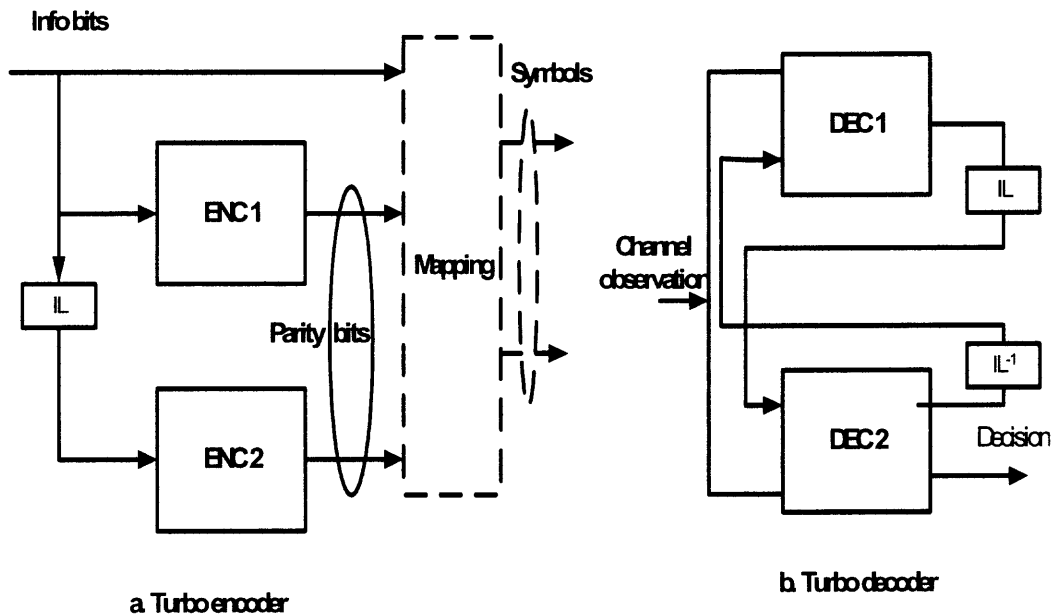 Info bits
Symbols
ENC1
IL
Mapping
Parity bits
ENC2
a. Turbo encoder
DEC1
IL
Channel
observation
IL-1
DEC2
Decision
b. Turbo decoder